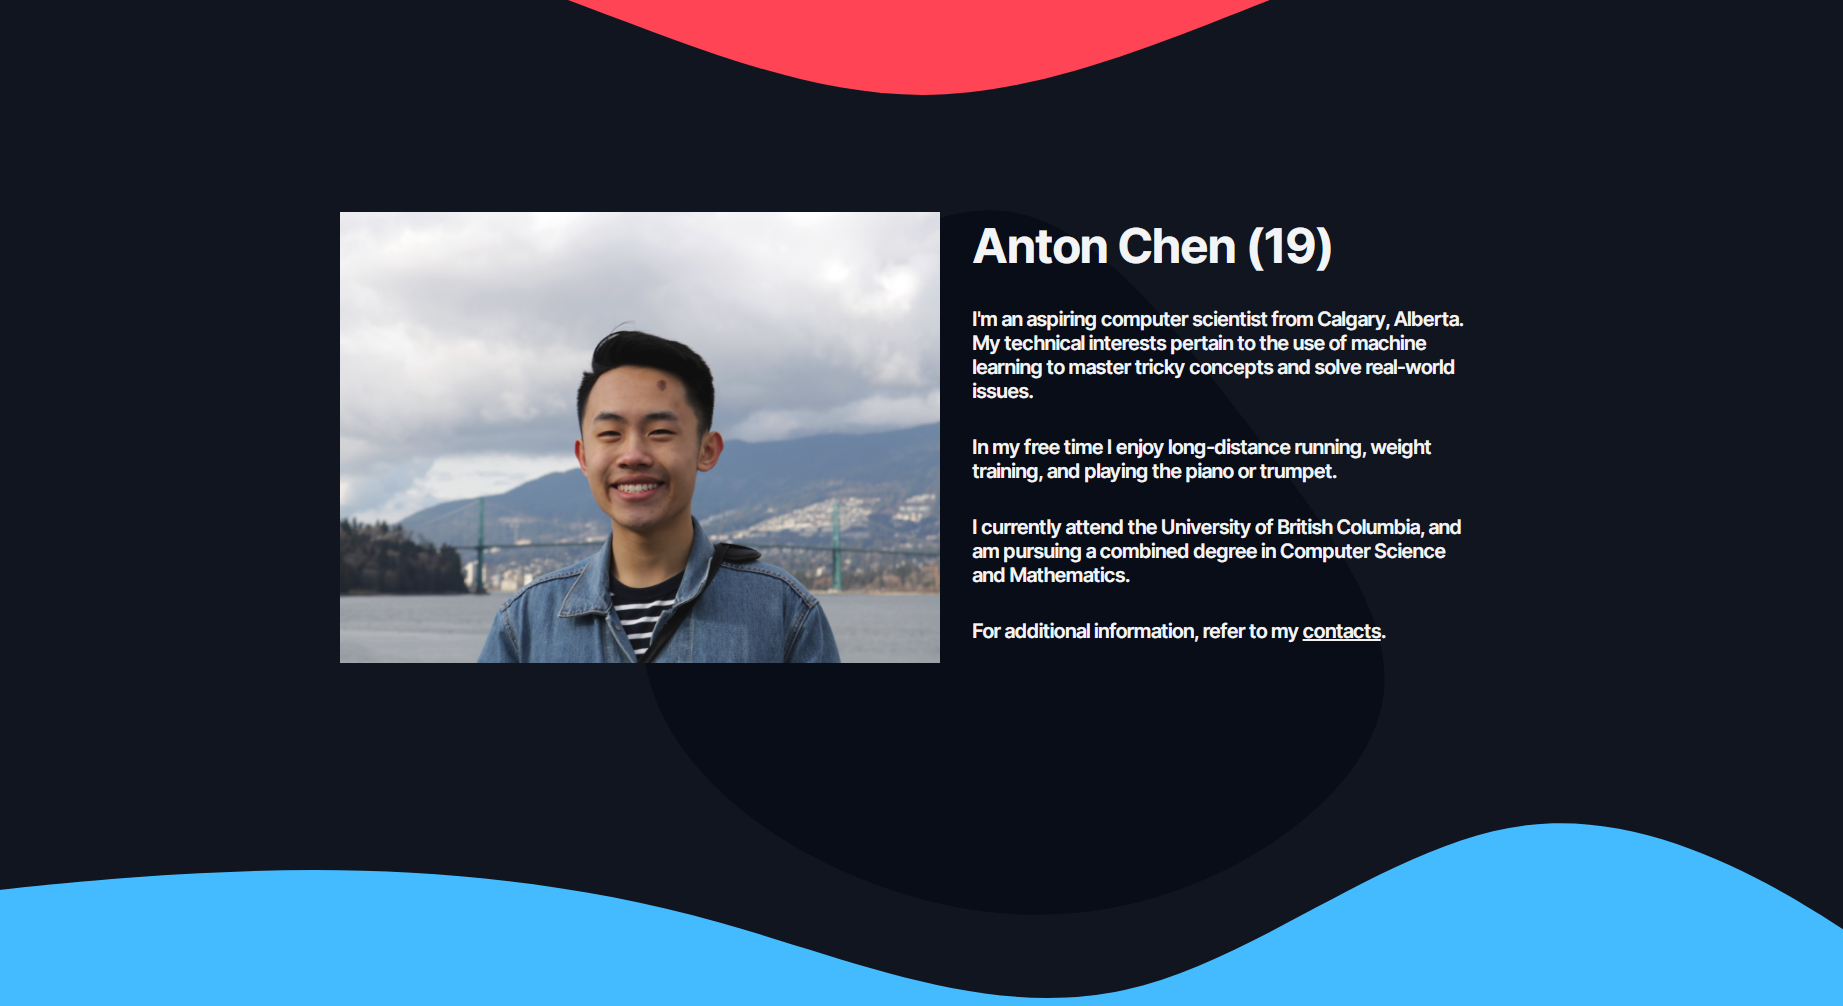 Anton Chen (19)
I'm an aspiring computer scientist from Calgary, Alberta.
My technical interests pertain to the use of machine
learning to master tricky concepts and solve real-world
issues.
In my free time I enjoy long-distance running, weight
training, and playing the piano or trumpet.
I currently attend the University of British Columbia, and
am pursuing a combined degree in Computer Science
and Mathematics.
For additional information, refer to my contacts.